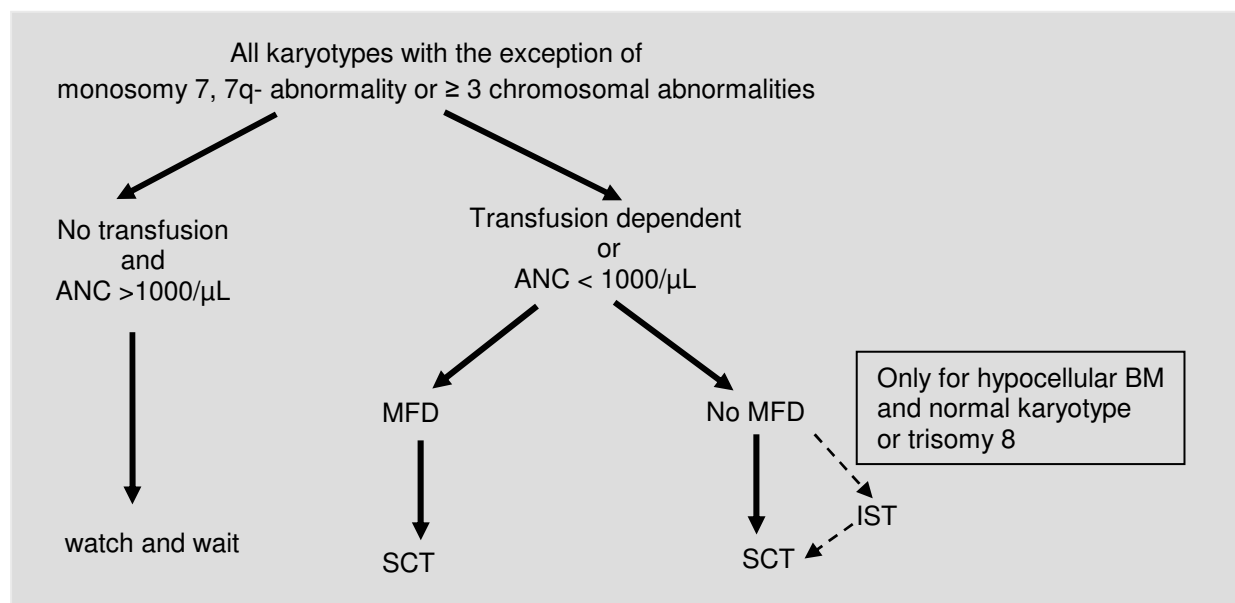 All karyotypes with the exception of
monosomy 7, 7q- abnormality or ≥ 3 chromosomal abnormalities
No transfusion
and
ANC >1000/µL
Transfusion dependent
or
ANC < 1000/µL
MFD
No MFD
Only for hypocellular BM
and normal karyotype
or trisomy 8
watch and wait
SCT
SCT
IST